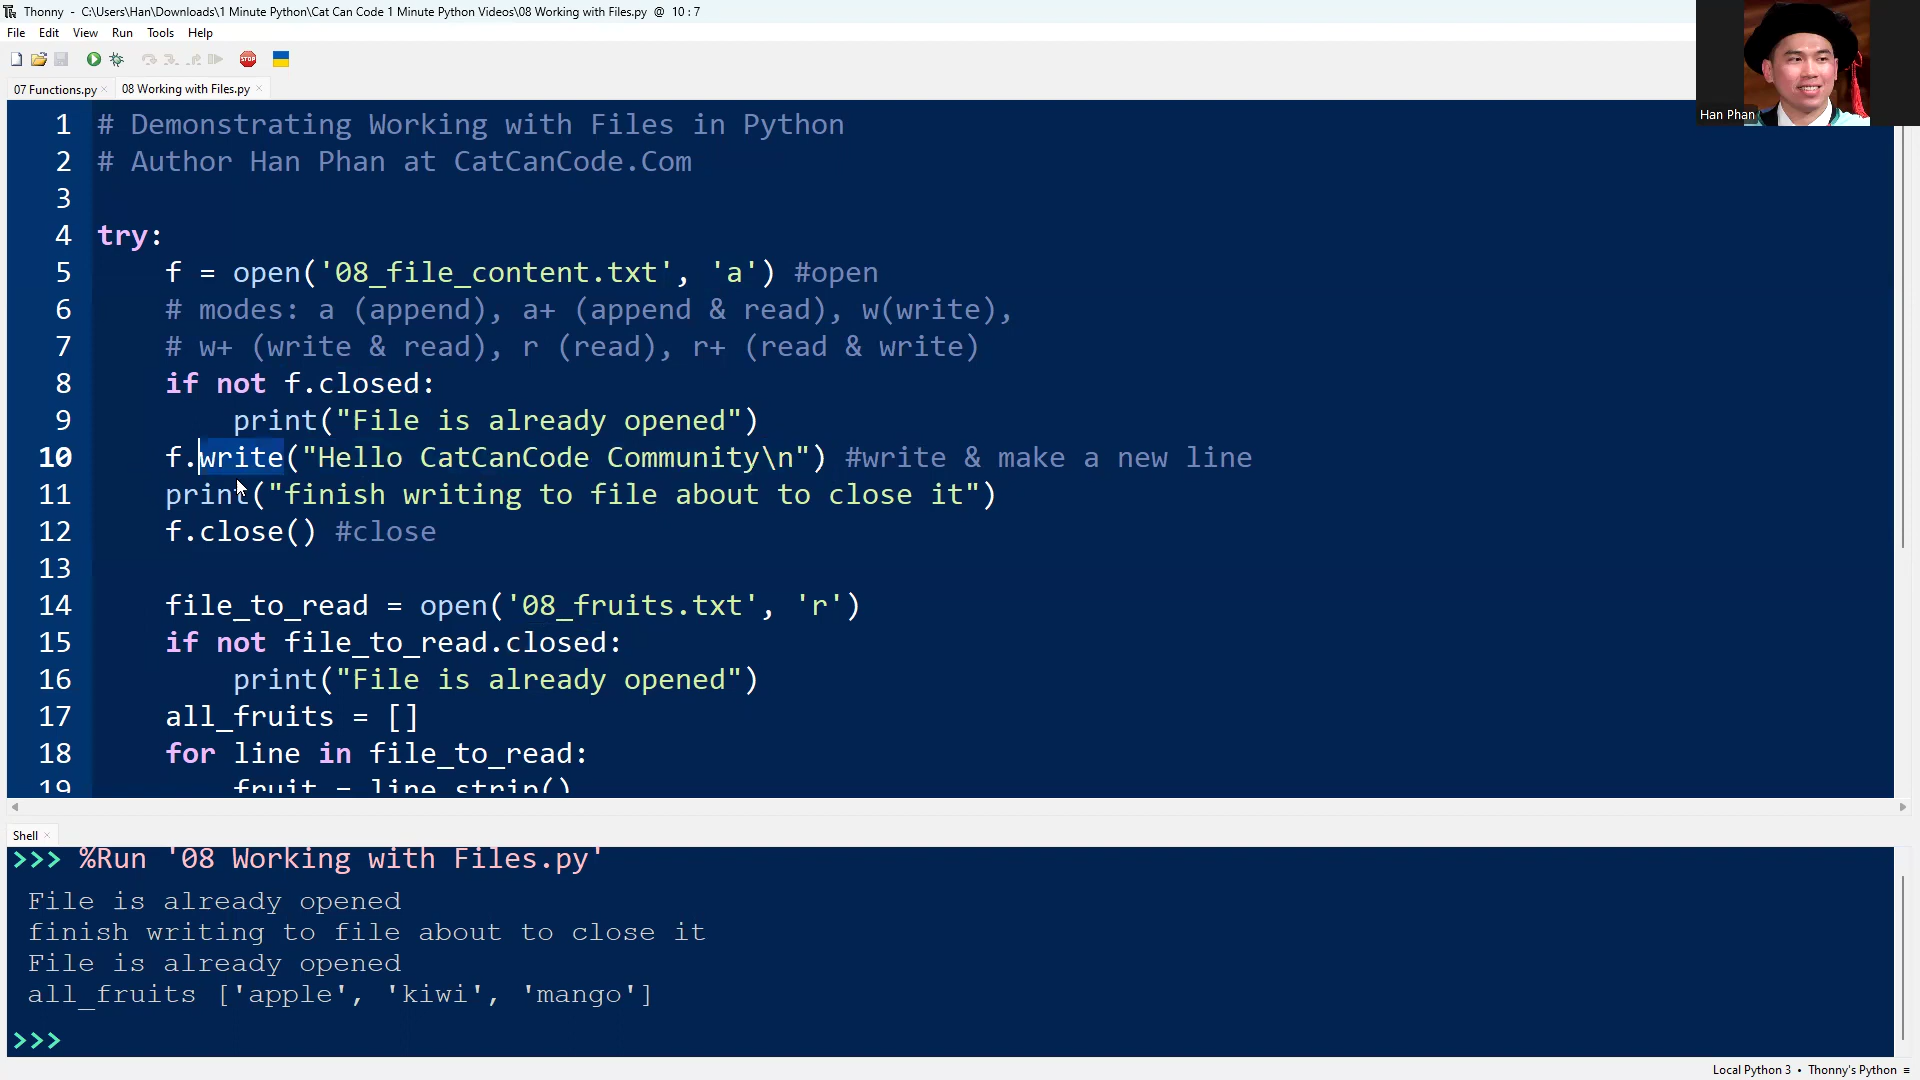 Thonny - C:\Users\Han\Downloads\1 Minute Python\Cat Can Code 1 Minute Python Videos\08 Working with Files.py @ 10 : 7
File Edit View Run Tools Help
STOP
07 Functions.py × 08 Working with Files.py ×
Han Phan
1 # Demonstrating Working with Files in Python
2 # Author Han Phan at CatCanCode.Com
3
4 try:
5 f = open('08_file_content.txt', 'a') #open
6 # modes: a (append), a+ (append & read), w(write),
7 # w+ (write & read), r (read), r+ (read & write)
8 if not f.closed:
9 print("File is already opened")
10 f.write("Hello CatCanCode Community\n") #write & make a new line
11 print("finish writing to file about to close it")
12 f.close() #close
13
14 file_to_read = open('08_fruits.txt', 'r')
15 if not file_to_read.closed:
16 print("File is already opened")
17 all_fruits = []
18 for line in file_to_read:
19 fruit = line.strip()
Shell ×
>>> %Run '08 Working with Files.py'
File is already opened
finish writing to file about to close it
File is already opened
all_fruits ['apple', 'kiwi', 'mango']
>>>
Local Python 3 • Thonny's Python ≡